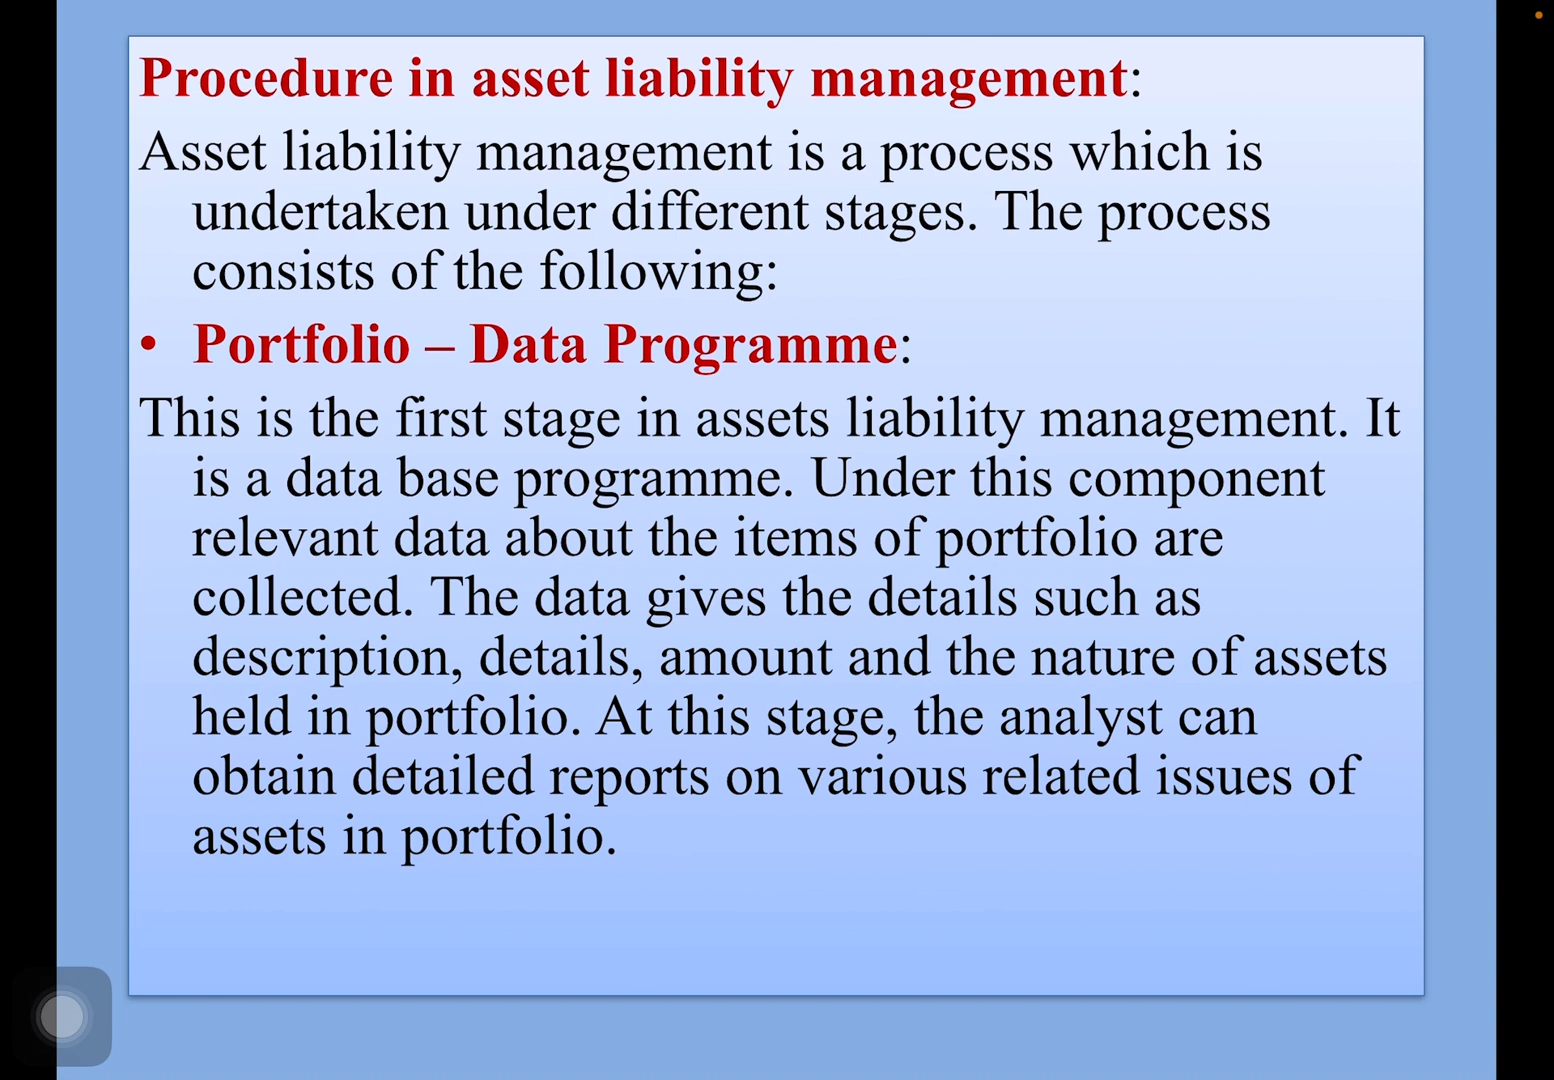 Procedure in asset liability management:
Asset liability management is a process which is
undertaken under different stages. The process
consists of the following:
• Portfolio – Data Programme:
This is the first stage in assets liability management. It
is a data base programme. Under this component
relevant data about the items of portfolio are
collected. The data gives the details such as
description, details, amount and the nature of assets
held in portfolio. At this stage, the analyst can
obtain detailed reports on various related issues of
assets in portfolio.